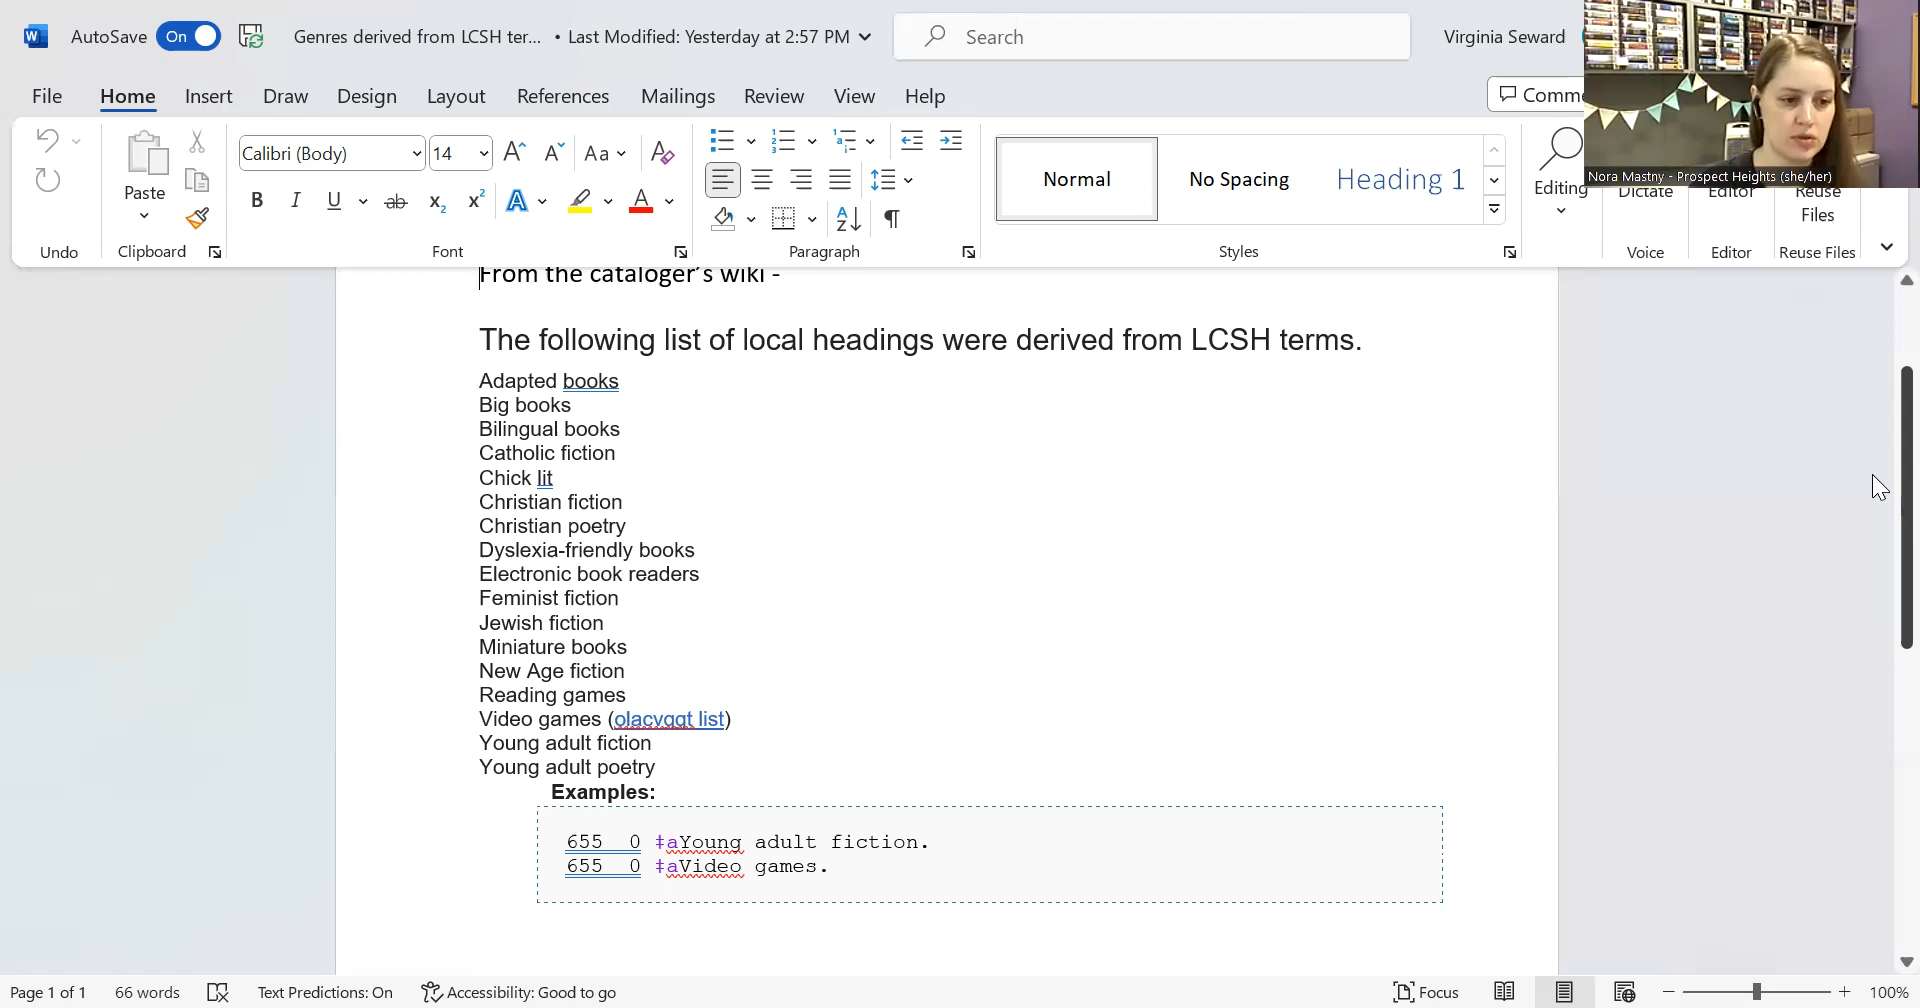 AutoSave On Genres derived from LCSH ter... • Last Modified: Yesterday at 2:57 PM Search Virginia Seward
File Home Insert Draw Design Layout References Mailings Review View Help
Calibri (Body) 14 Aa
Paste
B I U ab x₂ x² A A
Normal
No Spacing
Heading 1
Editing
Nora Mastny - Prospect Heights (she/her)
Dictate
Editor
Reuse
Files
Undo Clipboard Font Paragraph Styles Voice Editor Reuse Files
From the cataloger's wiki -
The following list of local headings were derived from LCSH terms.
Adapted books
Big books
Bilingual books
Catholic fiction
Chick lit
Christian fiction
Christian poetry
Dyslexia-friendly books
Electronic book readers
Feminist fiction
Jewish fiction
Miniature books
New Age fiction
Reading games
Video games (olacvggt list)
Young adult fiction
Young adult poetry
Examples:
655 0 ‡aYoung adult fiction.
655 0 ‡aVideo games.
Page 1 of 1 66 words Text Predictions: On Accessibility: Good to go Focus 100%